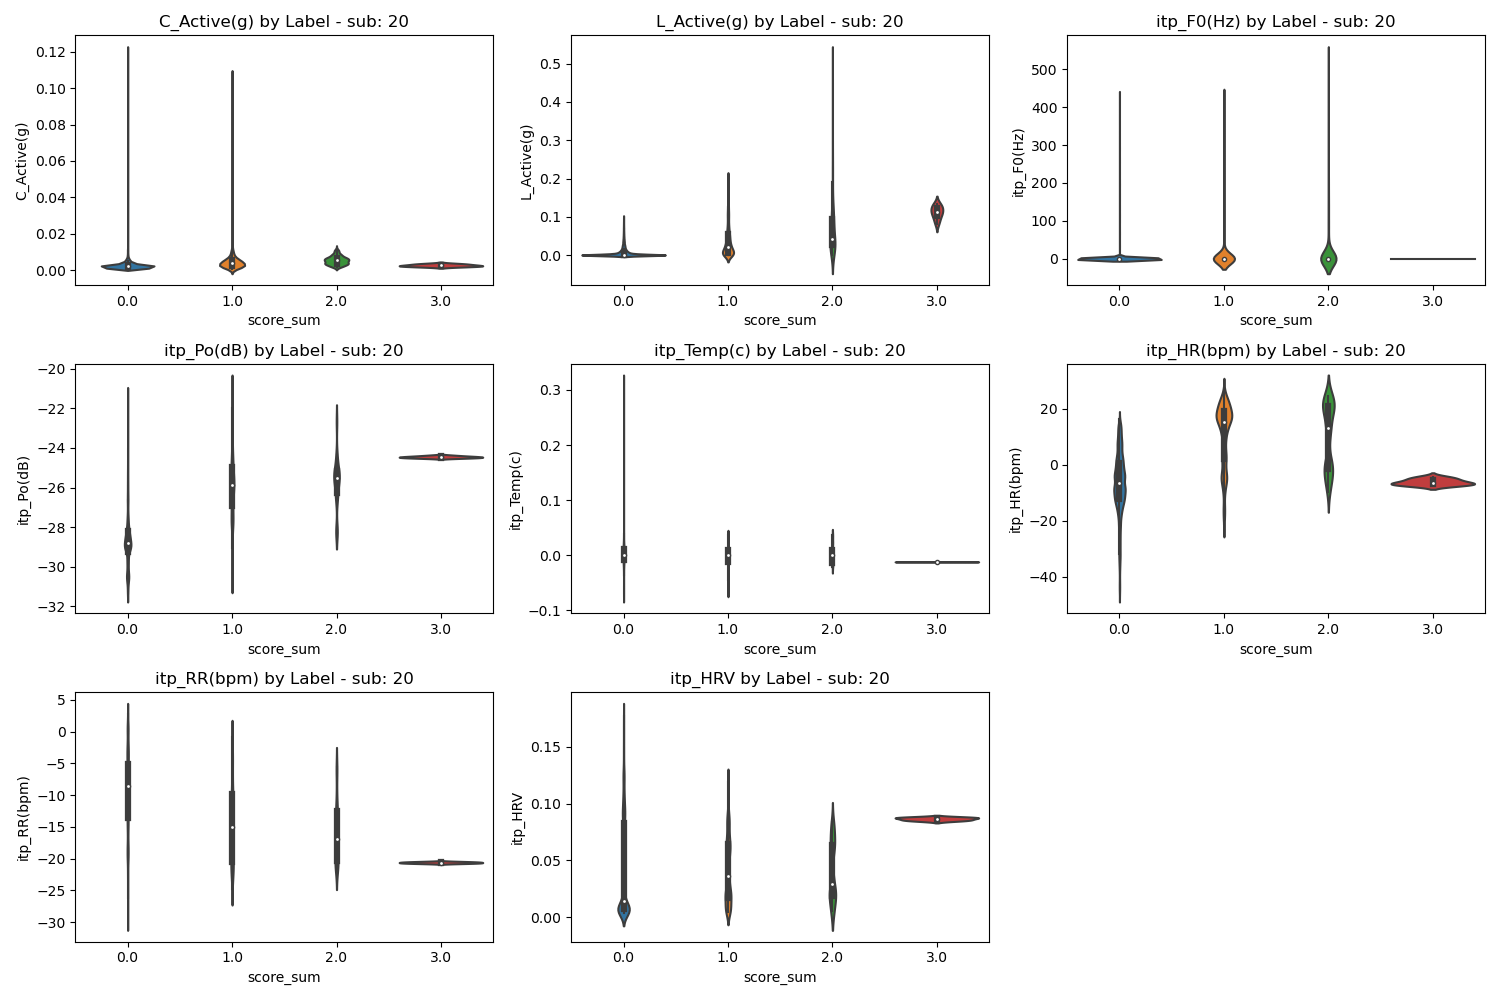 C_Active(g) by Label - sub: 20
C_Active(g)
0.12
0.10
0.08
0.06
0.04
0.02
0.00
0.0 1.0 2.0 3.0
score_sum
L_Active(g) by Label - sub: 20
L_Active(g)
0.5
0.4
0.3
0.2
0.1
0.0
0.0 1.0 2.0 3.0
score_sum
itp_F0(Hz) by Label - sub: 20
itp_F0(Hz)
500
400
300
200
100
0
0.0 1.0 2.0 3.0
score_sum
itp_Po(dB) by Label - sub: 20
itp_Po(dB)
−20
−22
−24
−26
−28
−30
−32
0.0 1.0 2.0 3.0
score_sum
itp_Temp(c) by Label - sub: 20
itp_Temp(c)
0.3
0.2
0.1
0.0
−0.1
0.0 1.0 2.0 3.0
score_sum
itp_HR(bpm) by Label - sub: 20
itp_HR(bpm)
20
0
−20
−40
0.0 1.0 2.0 3.0
score_sum
itp_RR(bpm) by Label - sub: 20
itp_RR(bpm)
5
0
−5
−10
−15
−20
−25
−30
0.0 1.0 2.0 3.0
score_sum
itp_HRV by Label - sub: 20
itp_HRV
0.15
0.10
0.05
0.00
0.0 1.0 2.0 3.0
score_sum